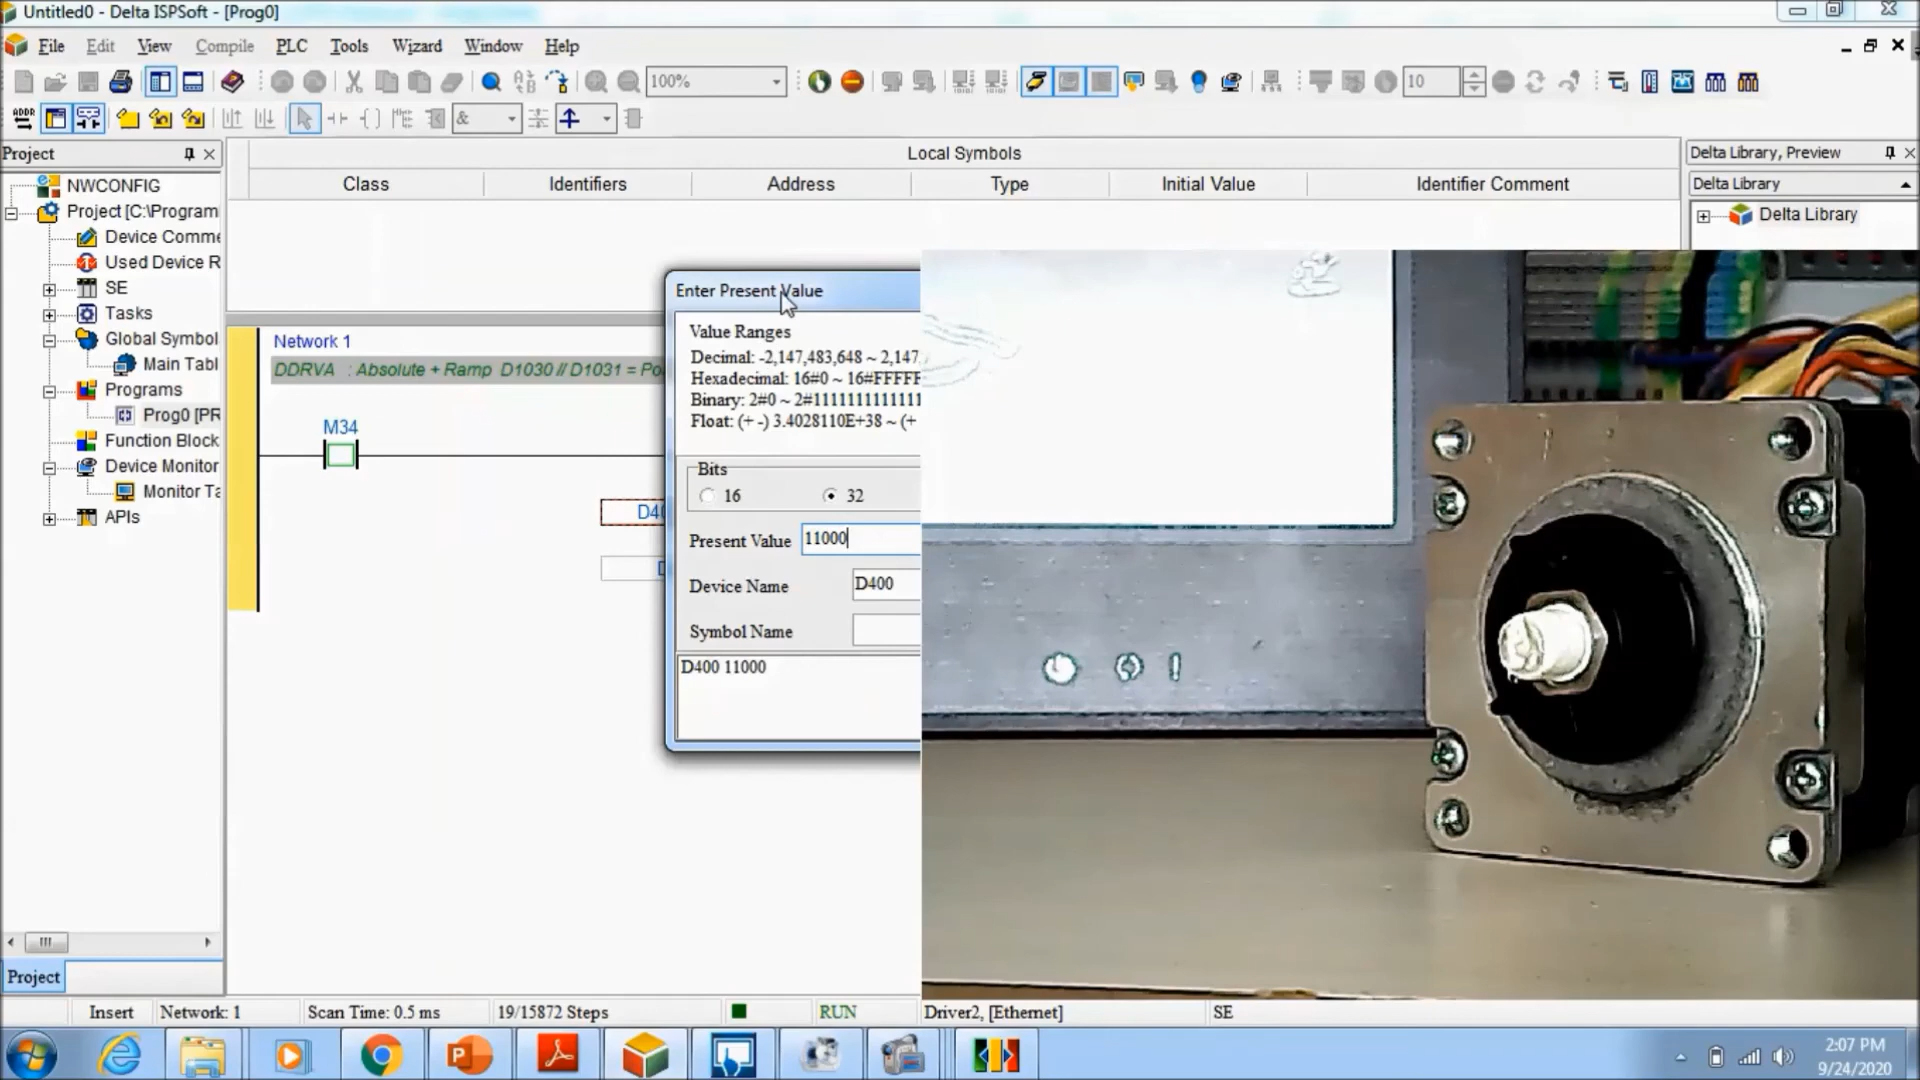 Untitled0 - Delta ISPSoft - [Prog0]
File Edit View Compile PLC Tools Wizard Window Help
100%
10
ADDR
&
Project
Local Symbols
Delta Library, Preview
Class Identifiers Address Type Initial Value Identifier Comment
Delta Library
Delta Library
NWCONFIG
Project [C:\Program
Device Comme
Used Device R
SE
Tasks
Global Symbol
Main Tabl
Programs
Prog0 [PR
Function Block
Device Monitor
Monitor Ta
APIs
Project
Network 1
DDRVA : Absolute + Ramp D1030 // D1031 = Po
M34
D40
Enter Present Value
Value Ranges
Decimal: -2,147,483,648 ~ 2,147,
Hexadecimal: 16#0 ~ 16#FFFFF
Binary: 2#0 ~ 2#1111111111111
Float: (+ -) 3.4028110E+38 ~ (+
Bits
16 32
Present Value 11000
Device Name D400
Symbol Name
D400 11000
Insert Network: 1 Scan Time: 0.5 ms 19/15872 Steps RUN Driver2, [Ethernet] SE
2:07 PM
9/24/2020